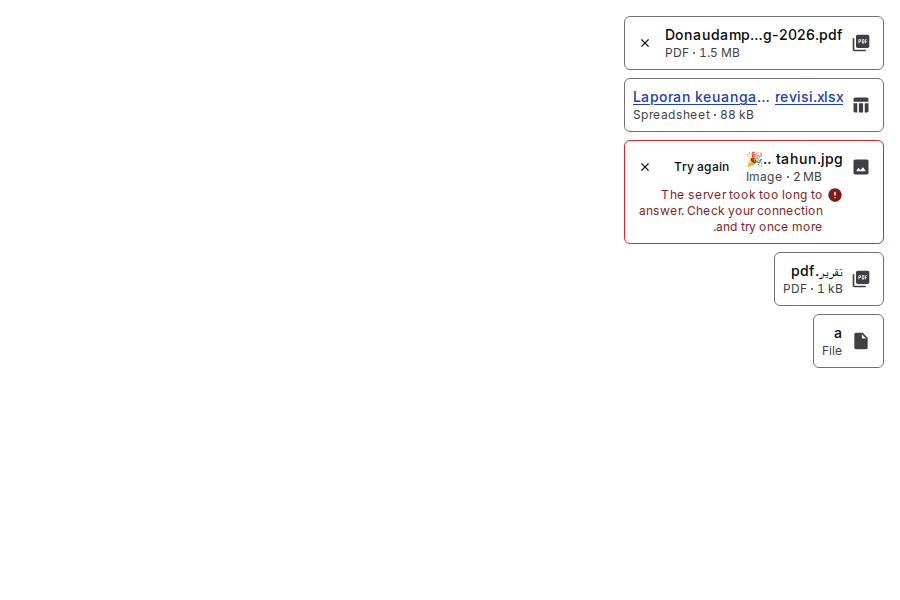 Donaudamp...g-2026.pdf
PDF · 1.5 MB
Laporan keuanga... revisi.xlsx
Spreadsheet · 88 kB
Try again
🎉.. tahun.jpg
Image · 2 MB
The server took too long to
answer. Check your connection
and try once more.
تقرير.pdf
PDF · 1 kB
a
File